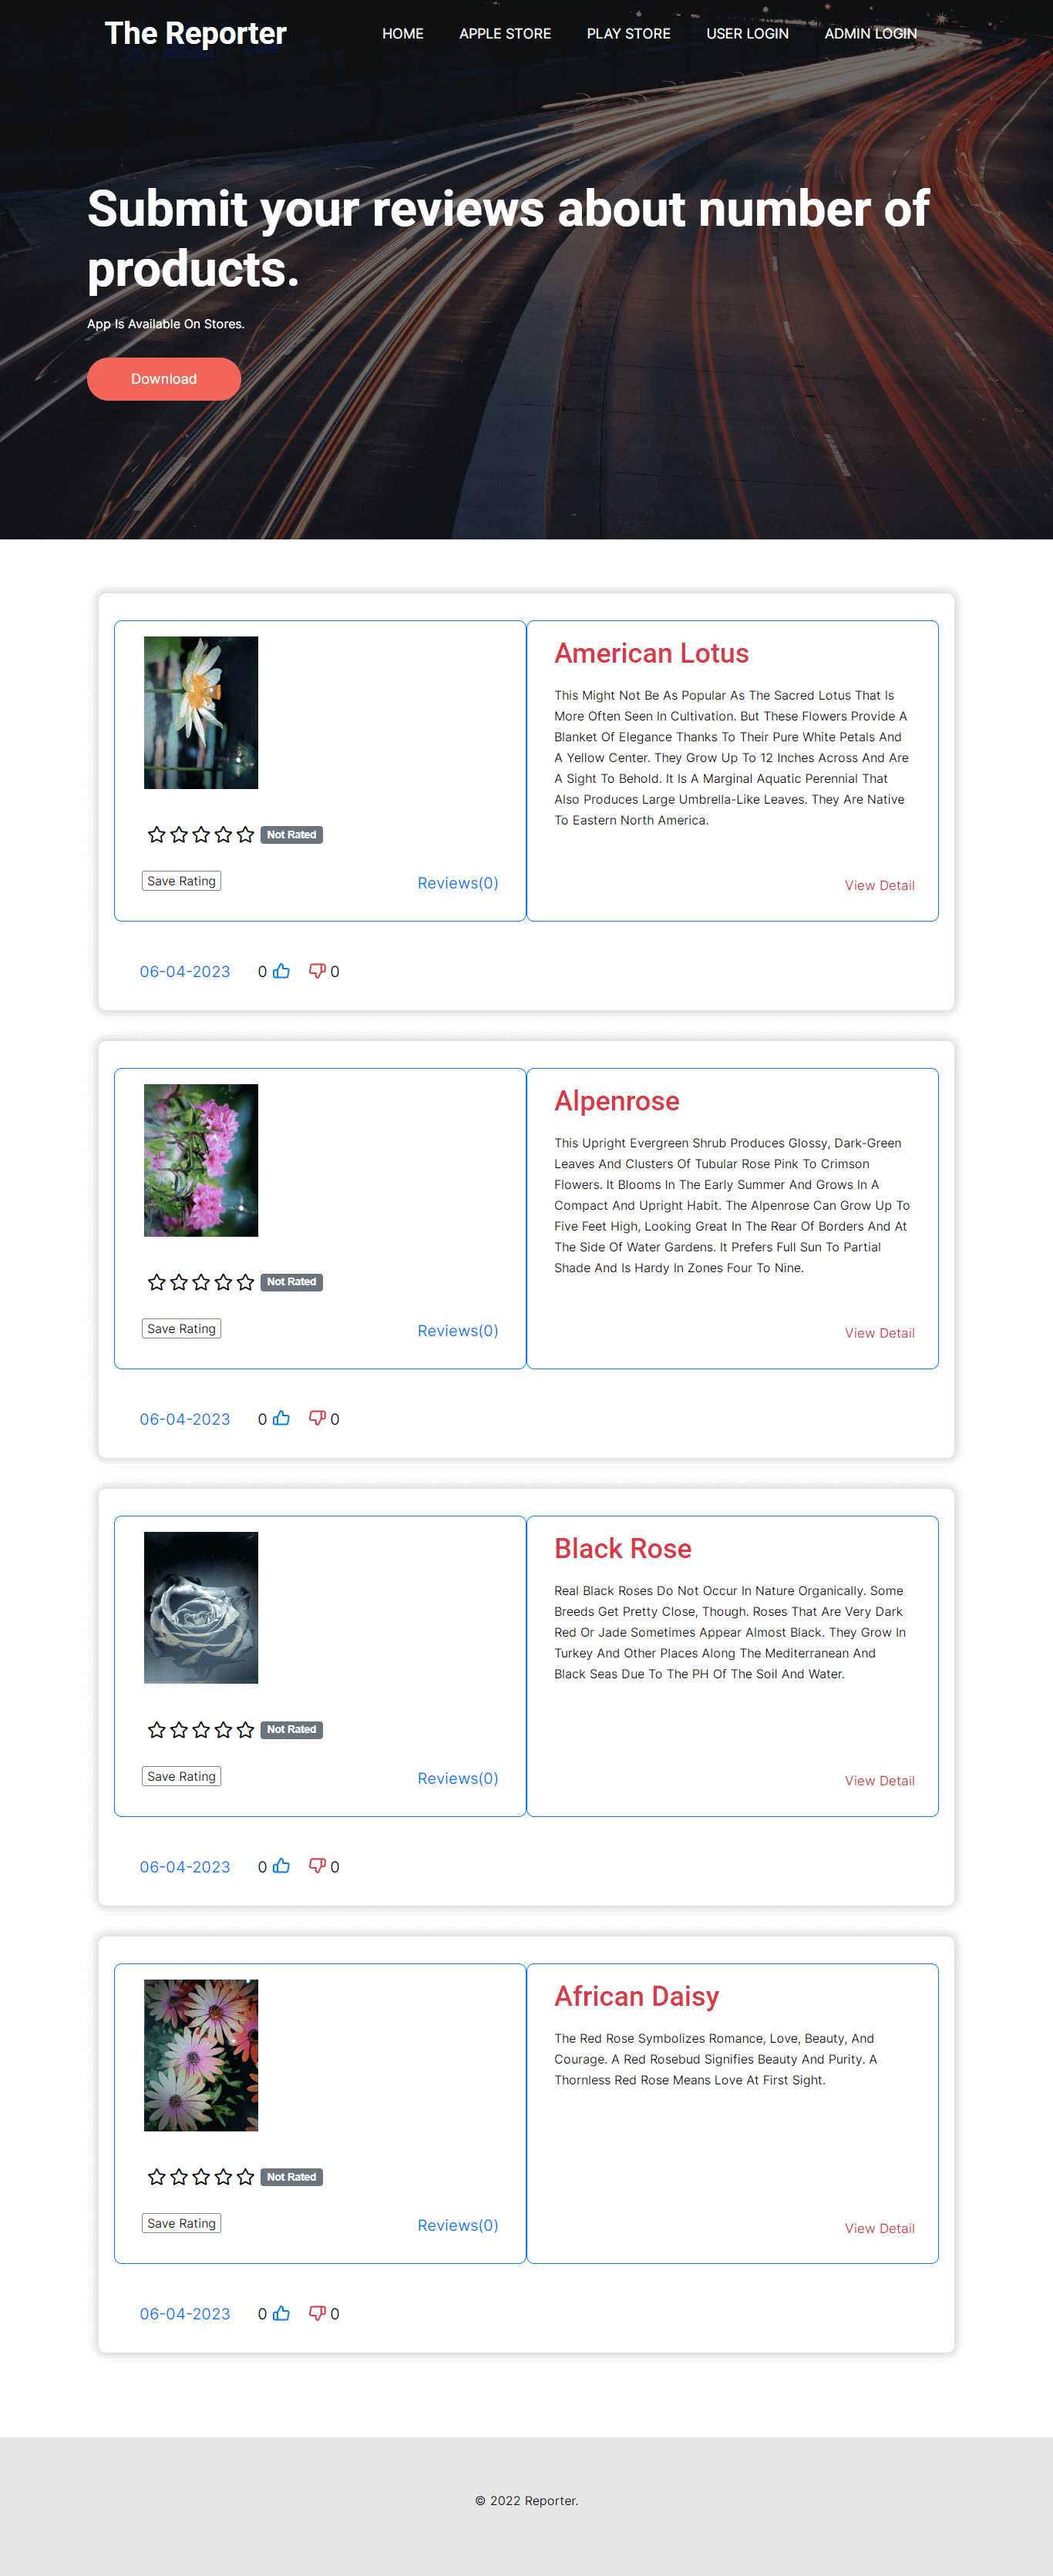 The Reporter
HOME
APPLE STORE
PLAY STORE
USER LOGIN
ADMIN LOGIN
Submit your reviews about number of
products.
App Is Available On Stores.
Download
American Lotus
This Might Not Be As Popular As The Sacred Lotus That Is
More Often Seen In Cultivation. But These Flowers Provide A
Blanket Of Elegance Thanks To Their Pure White Petals And
A Yellow Center. They Grow Up To 12 Inches Across And Are
A Sight To Behold. It Is A Marginal Aquatic Perennial That
Also Produces Large Umbrella-Like Leaves. They Are Native
To Eastern North America.
Not Rated
Save Rating
Reviews(0)
View Detail
06-04-2023
0
0
Alpenrose
This Upright Evergreen Shrub Produces Glossy, Dark-Green
Leaves And Clusters Of Tubular Rose Pink To Crimson
Flowers. It Blooms In The Early Summer And Grows In A
Compact And Upright Habit. The Alpenrose Can Grow Up To
Five Feet High, Looking Great In The Rear Of Borders And At
The Side Of Water Gardens. It Prefers Full Sun To Partial
Shade And Is Hardy In Zones Four To Nine.
Not Rated
Save Rating
Reviews(0)
View Detail
06-04-2023
0
0
Black Rose
Real Black Roses Do Not Occur In Nature Organically. Some
Breeds Get Pretty Close, Though. Roses That Are Very Dark
Red Or Jade Sometimes Appear Almost Black. They Grow In
Turkey And Other Places Along The Mediterranean And
Black Seas Due To The PH Of The Soil And Water.
Not Rated
Save Rating
Reviews(0)
View Detail
06-04-2023
0
0
African Daisy
The Red Rose Symbolizes Romance, Love, Beauty, And
Courage. A Red Rosebud Signifies Beauty And Purity. A
Thornless Red Rose Means Love At First Sight.
Not Rated
Save Rating
Reviews(0)
View Detail
06-04-2023
0
0
© 2022 Reporter.